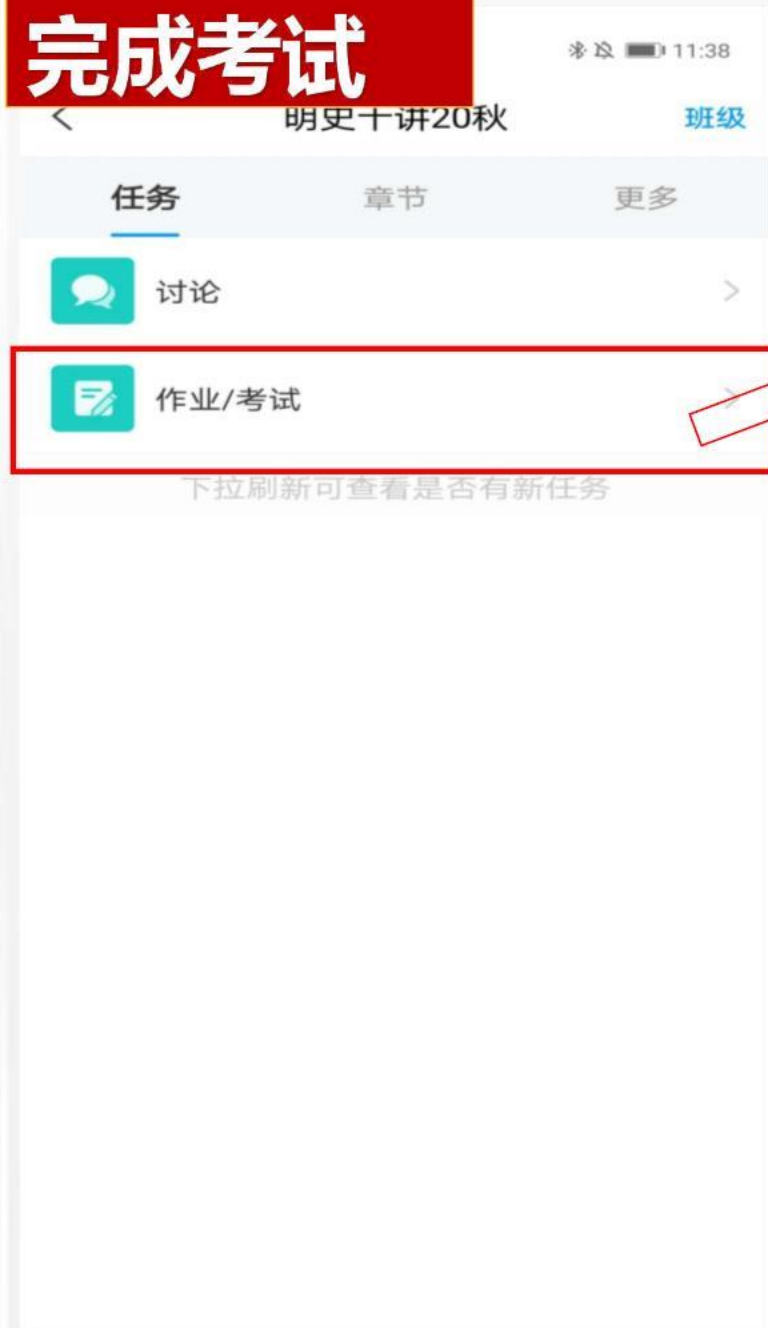 完成考试
11:38
明史十讲20秋
班级
任务
章节
更多
讨论
作业/考试
下拉刷新可查看是否有新任务